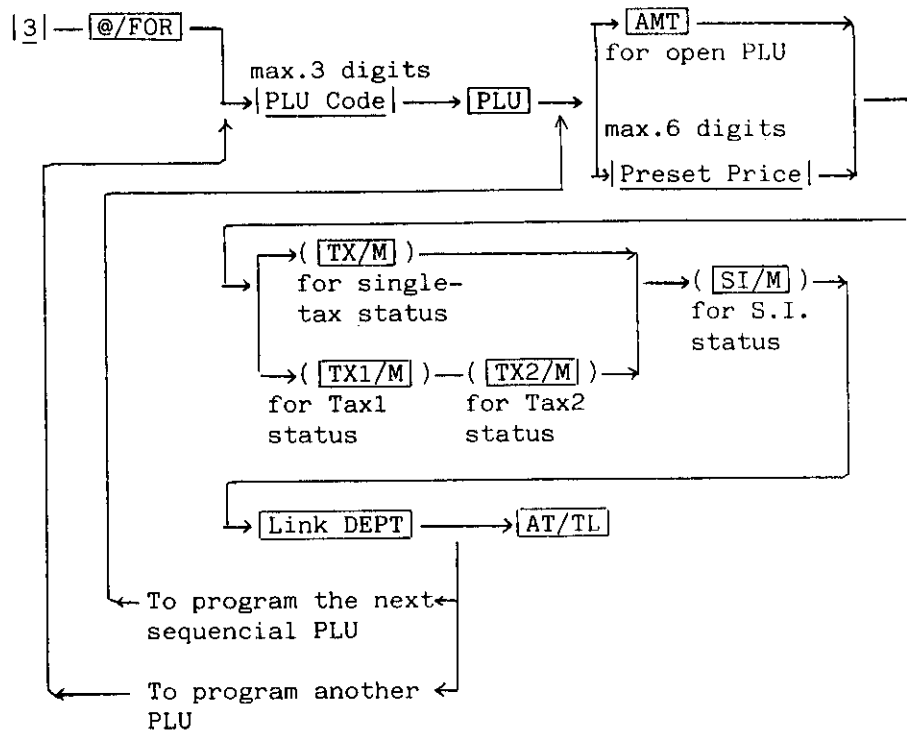 3 @/FOR
max.3 digits
PLU Code PLU
AMT
for open PLU
max.6 digits
Preset Price
( TX/M )
for single-
tax status
( TX1/M ) ( TX2/M )
for Tax1 for Tax2
status status
( SI/M )
for S.I.
status
Link DEPT AT/TL
To program the next
sequencial PLU
To program another
PLU